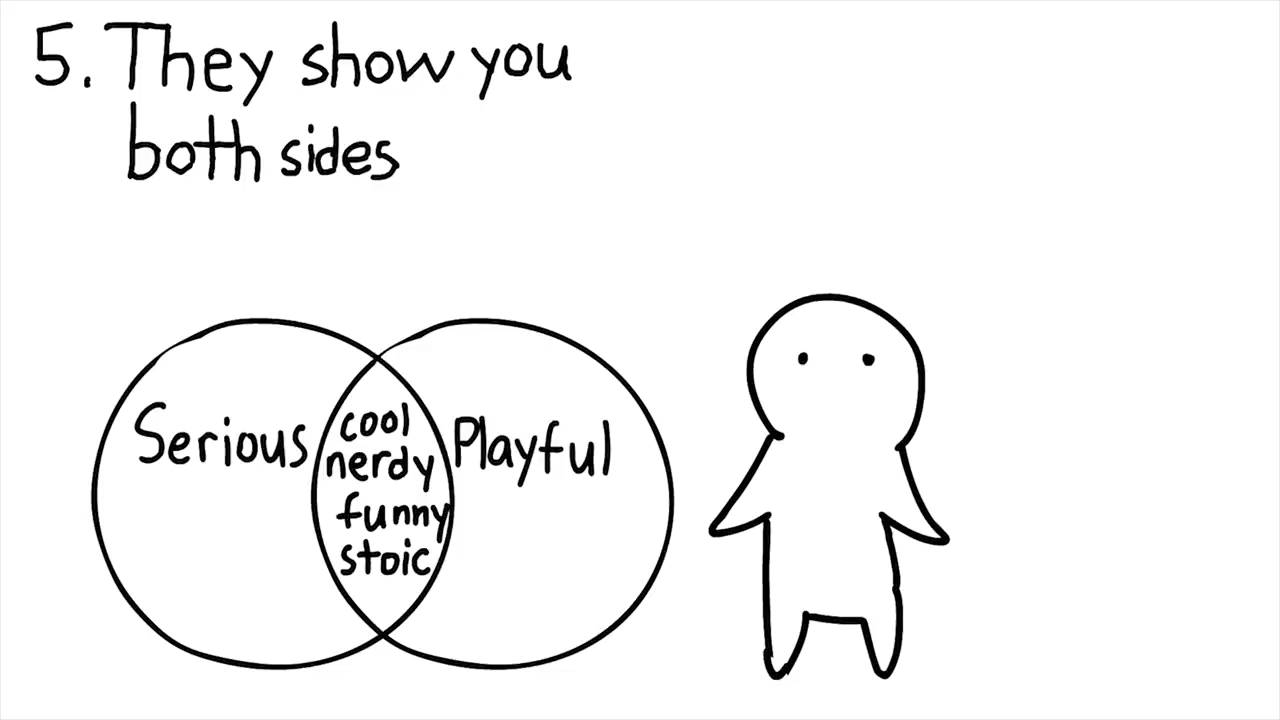 5. They show you
both sides
Serious
cool
nerdy
funny
stoic
Playful